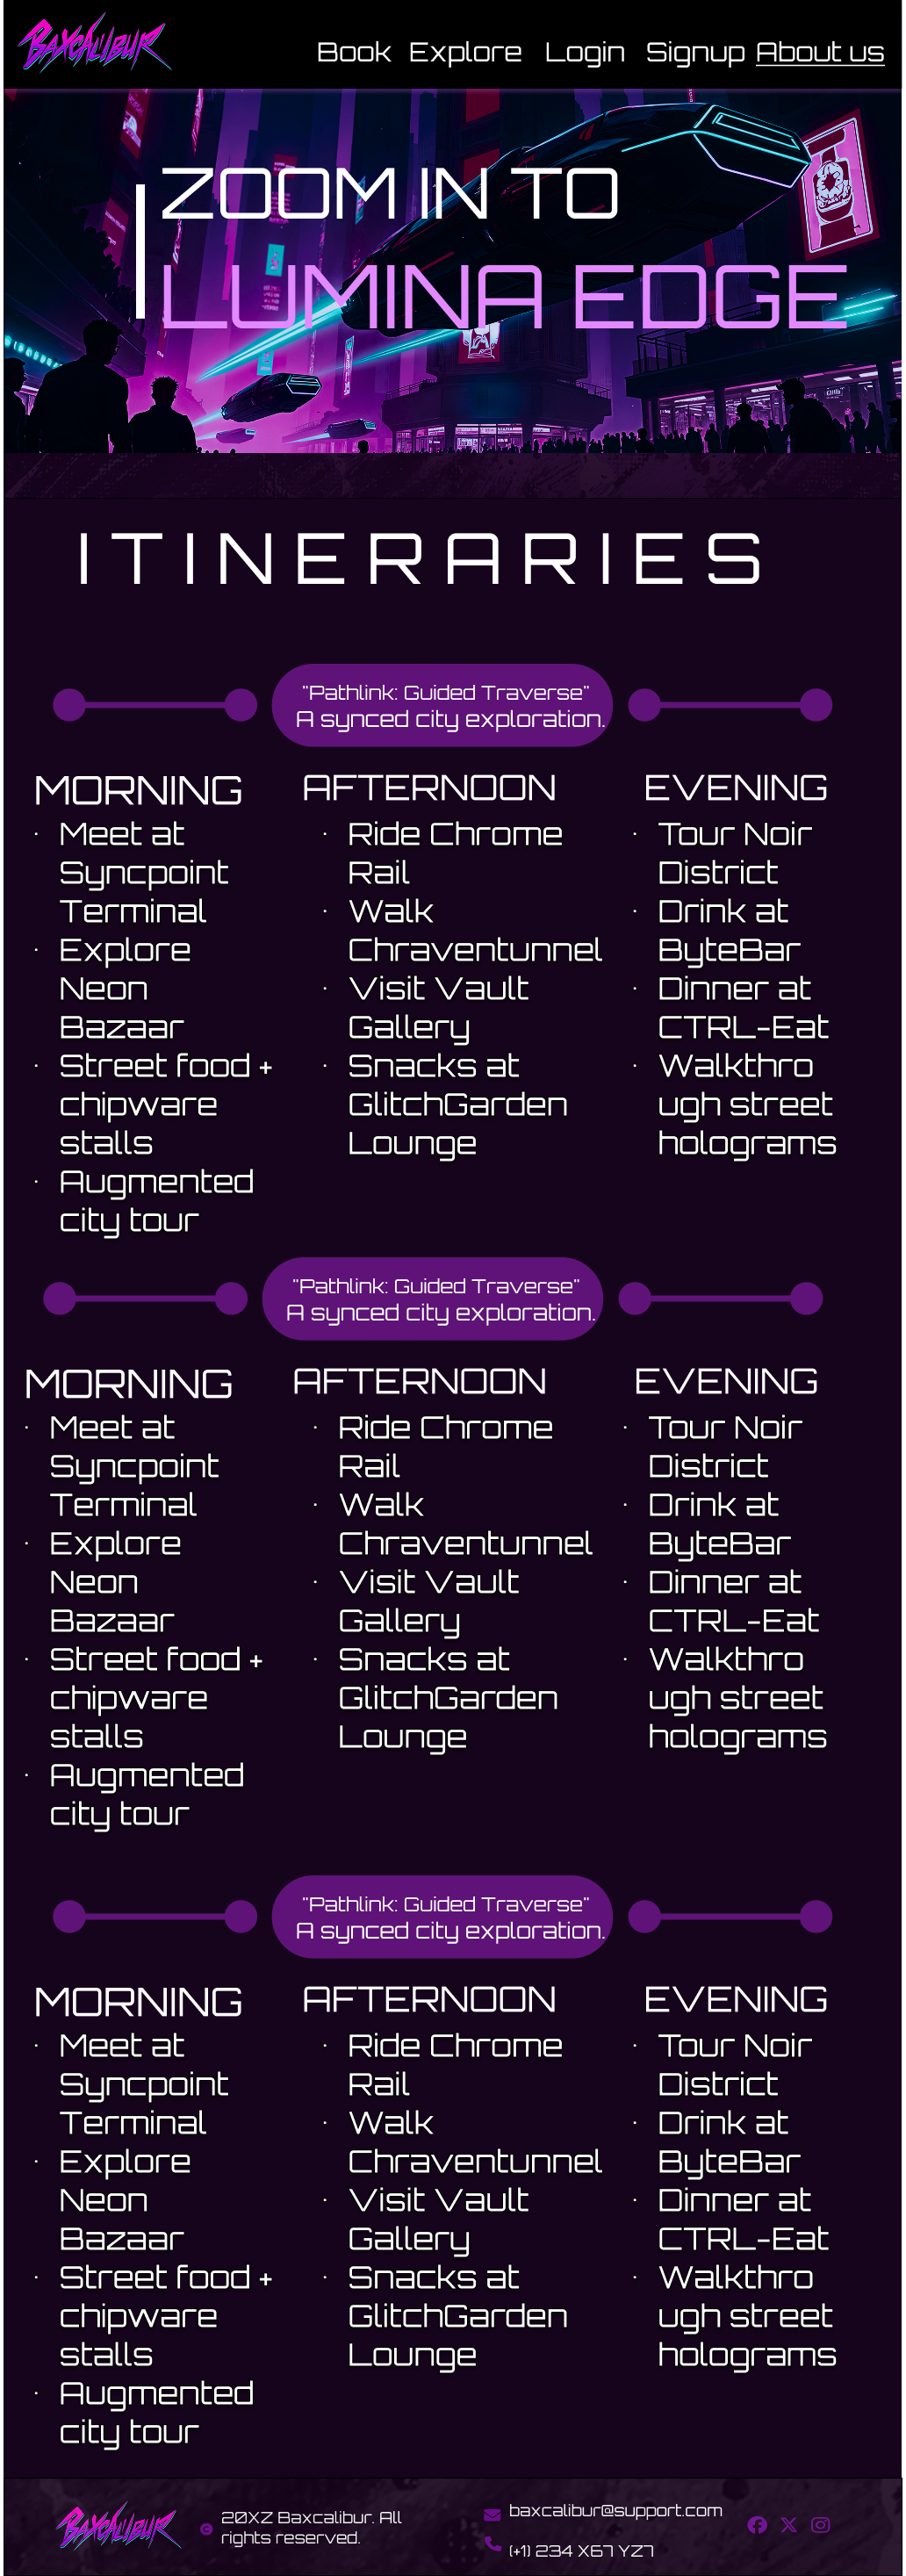 BAXCALIBUR
Book Explore Login Signup About us
ZOOM IN TO
LUMINA EDGE
ITINERARIES
"Pathlink: Guided Traverse"
A synced city exploration.
MORNING
· Meet at
Syncpoint
Terminal
· Explore
Neon
Bazaar
· Street food +
chipware
stalls
· Augmented
city tour
AFTERNOON
· Ride Chrome
Rail
· Walk
Chraventunnel
· Visit Vault
Gallery
· Snacks at
GlitchGarden
Lounge
EVENING
· Tour Noir
District
· Drink at
ByteBar
· Dinner at
CTRL-Eat
· Walkthro
ugh street
holograms
"Pathlink: Guided Traverse"
A synced city exploration.
MORNING
· Meet at
Syncpoint
Terminal
· Explore
Neon
Bazaar
· Street food +
chipware
stalls
· Augmented
city tour
AFTERNOON
· Ride Chrome
Rail
· Walk
Chraventunnel
· Visit Vault
Gallery
· Snacks at
GlitchGarden
Lounge
EVENING
· Tour Noir
District
· Drink at
ByteBar
· Dinner at
CTRL-Eat
· Walkthro
ugh street
holograms
"Pathlink: Guided Traverse"
A synced city exploration.
MORNING
· Meet at
Syncpoint
Terminal
· Explore
Neon
Bazaar
· Street food +
chipware
stalls
· Augmented
city tour
AFTERNOON
· Ride Chrome
Rail
· Walk
Chraventunnel
· Visit Vault
Gallery
· Snacks at
GlitchGarden
Lounge
EVENING
· Tour Noir
District
· Drink at
ByteBar
· Dinner at
CTRL-Eat
· Walkthro
ugh street
holograms
BAXCALIBUR
© 20XZ Baxcalibur. All
rights reserved.
baxcalibur@support.com
(+1) 234 X67 YZ7